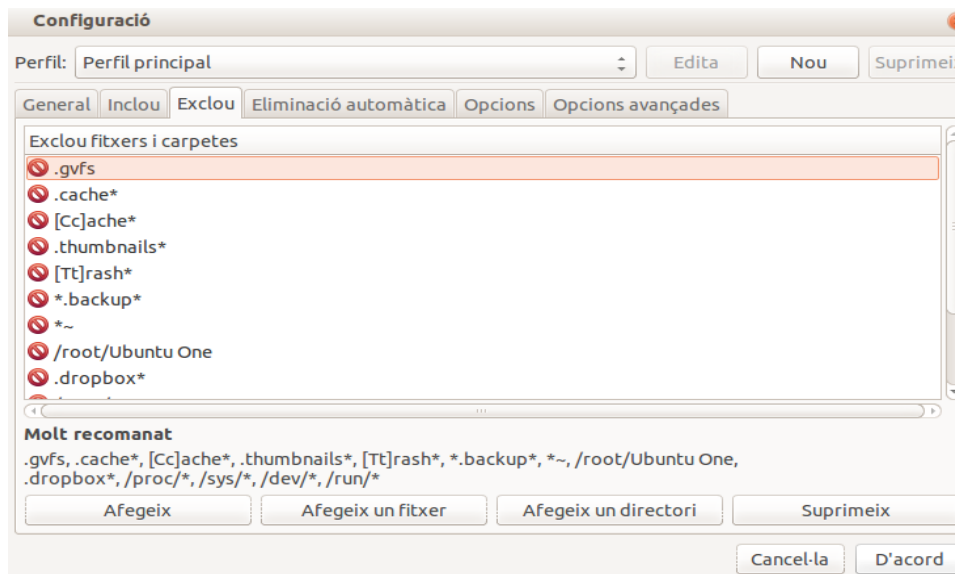 Configuració
Perfil: Perfil principal Edita Nou Suprimei
General Inclou Exclou Eliminació automàtica Opcions Opcions avançades
Exclou fitxers i carpetes
.gvfs
.cache*
[Cc]ache*
.thumbnails*
[Tt]rash*
*.backup*
*~
/root/Ubuntu One
.dropbox*
Molt recomanat
.gvfs, .cache*, [Cc]ache*, .thumbnails*, [Tt]rash*, *.backup*, *~, /root/Ubuntu One,
.dropbox*, /proc/*, /sys/*, /dev/*, /run/*
Afegeix Afegeix un fitxer Afegeix un directori Suprimeix
Cancel·la D'acord